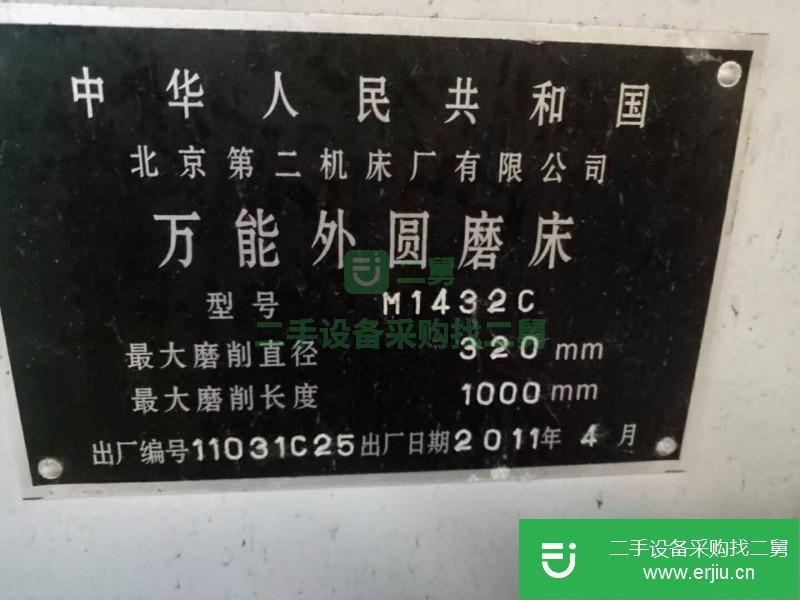 中华人民共和国
北京第二机床厂有限公司
万能外圆磨床
二舅
型号 M1432C
二手设备采购找二舅
最大磨削直径 320 mm
最大磨削长度 1000 mm
出厂编号11031C25出厂日期2011年4月
二手设备采购找二舅
www.erjiu.cn